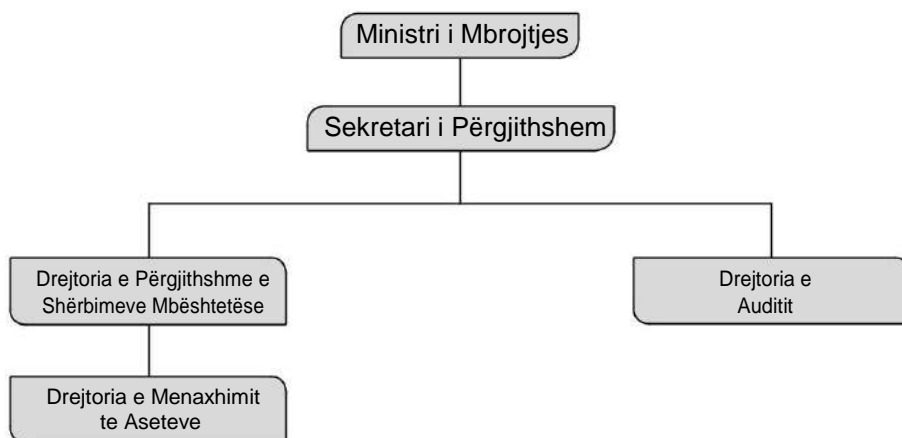 Ministri i Mbrojtjes
Sekretari i Përgjithshem
Drejtoria e Përgjithshme e
Shërbimeve Mbështetëse
Drejtoria e
Auditit
Drejtoria e Menaxhimit
te Aseteve